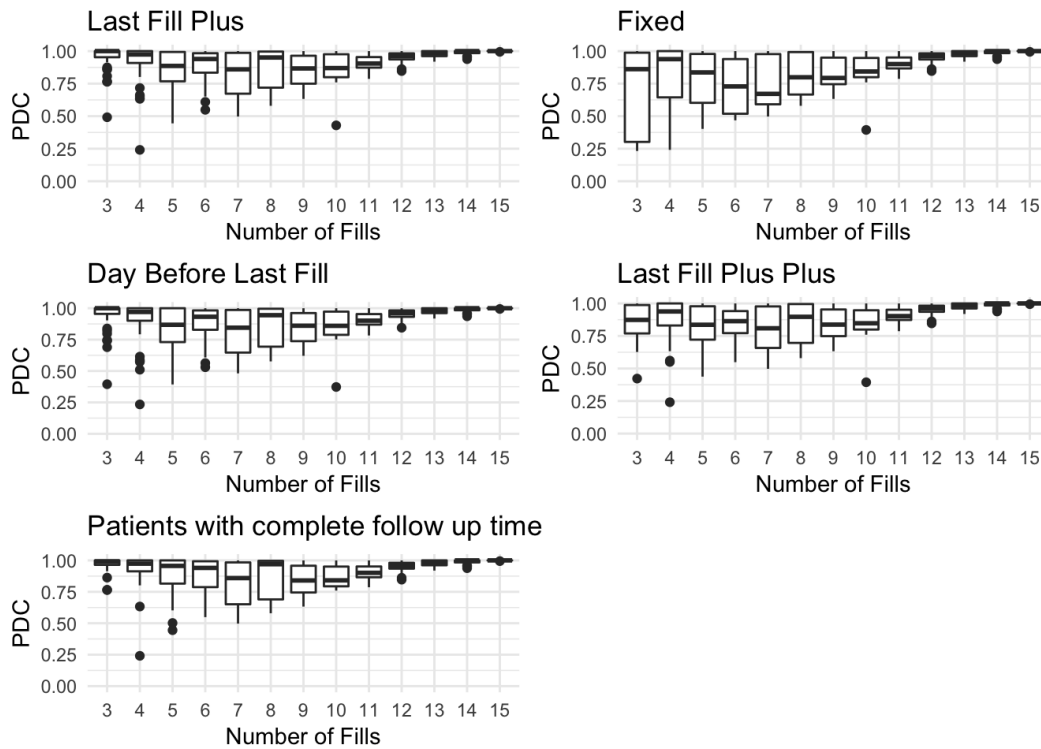 Last Fill Plus
PDC
1.00
0.75
0.50
0.25
0.00
3 4 5 6 7 8 9 10 11 12 13 14 15
Number of Fills
Fixed
PDC
1.00
0.75
0.50
0.25
0.00
3 4 5 6 7 8 9 10 11 12 13 14 15
Number of Fills
Day Before Last Fill
PDC
1.00
0.75
0.50
0.25
0.00
3 4 5 6 7 8 9 10 11 12 13 14 15
Number of Fills
Last Fill Plus Plus
PDC
1.00
0.75
0.50
0.25
0.00
3 4 5 6 7 8 9 10 11 12 13 14 15
Number of Fills
Patients with complete follow up time
PDC
1.00
0.75
0.50
0.25
0.00
3 4 5 6 7 8 9 10 11 12 13 14 15
Number of Fills